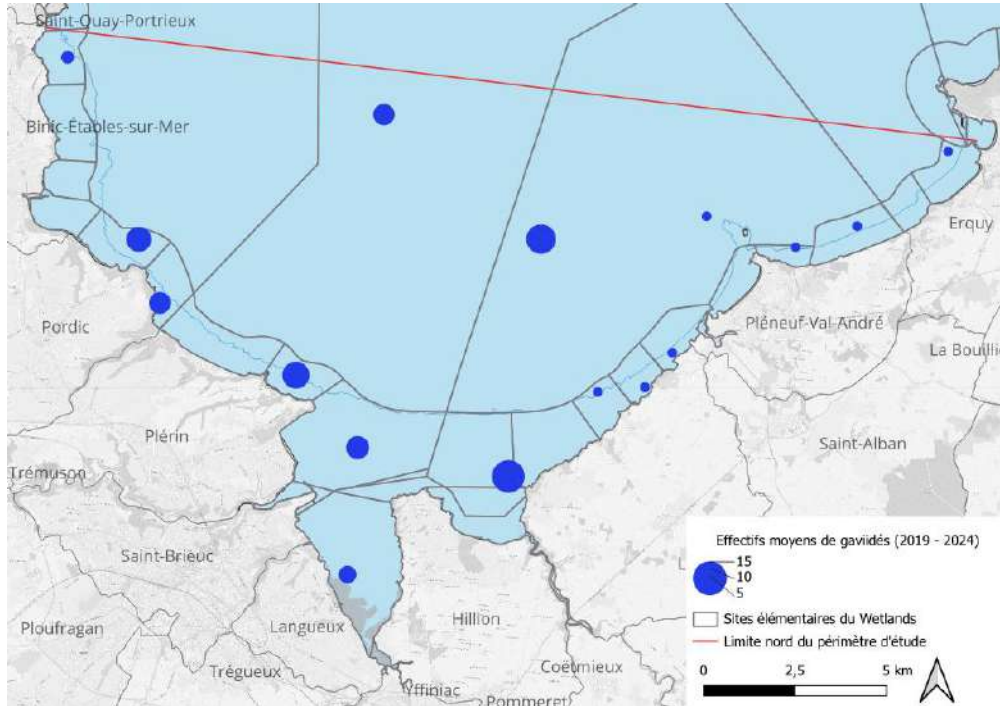 Saint-Quay-Portrieux
Binic-Étables-sur-Mer
Erquy
Pordic
Pléneuf-Val-André
La Bouillie
Plérin
Saint-Alban
Trémuson
Saint-Brieuc
Ploufragan
Langueux
Hillion
Trégueux
Coëtmieux
Yffiniac
Pommeret
Effectifs moyens de gaviidés (2019 - 2024)
15
10
5
Sites élémentaires du Wetlands
Limite nord du périmètre d'étude
0 2,5 5 km